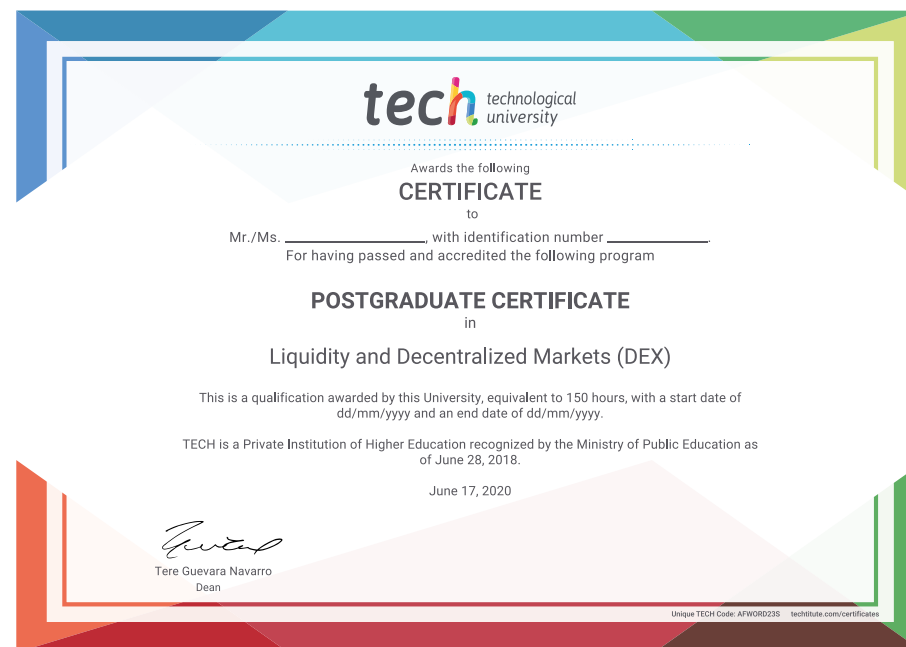 tech technological
university
Awards the following
CERTIFICATE
to
Mr./Ms. ____________________, with identification number ______________.
For having passed and accredited the following program
POSTGRADUATE CERTIFICATE
in
Liquidity and Decentralized Markets (DEX)
This is a qualification awarded by this University, equivalent to 150 hours, with a start date of
dd/mm/yyyy and an end date of dd/mm/yyyy.
TECH is a Private Institution of Higher Education recognized by the Ministry of Public Education as
of June 28, 2018.
June 17, 2020
Tere Guevara Navarro
Dean
Unique TECH Code: AFWORD23S techtitute.com/certificates